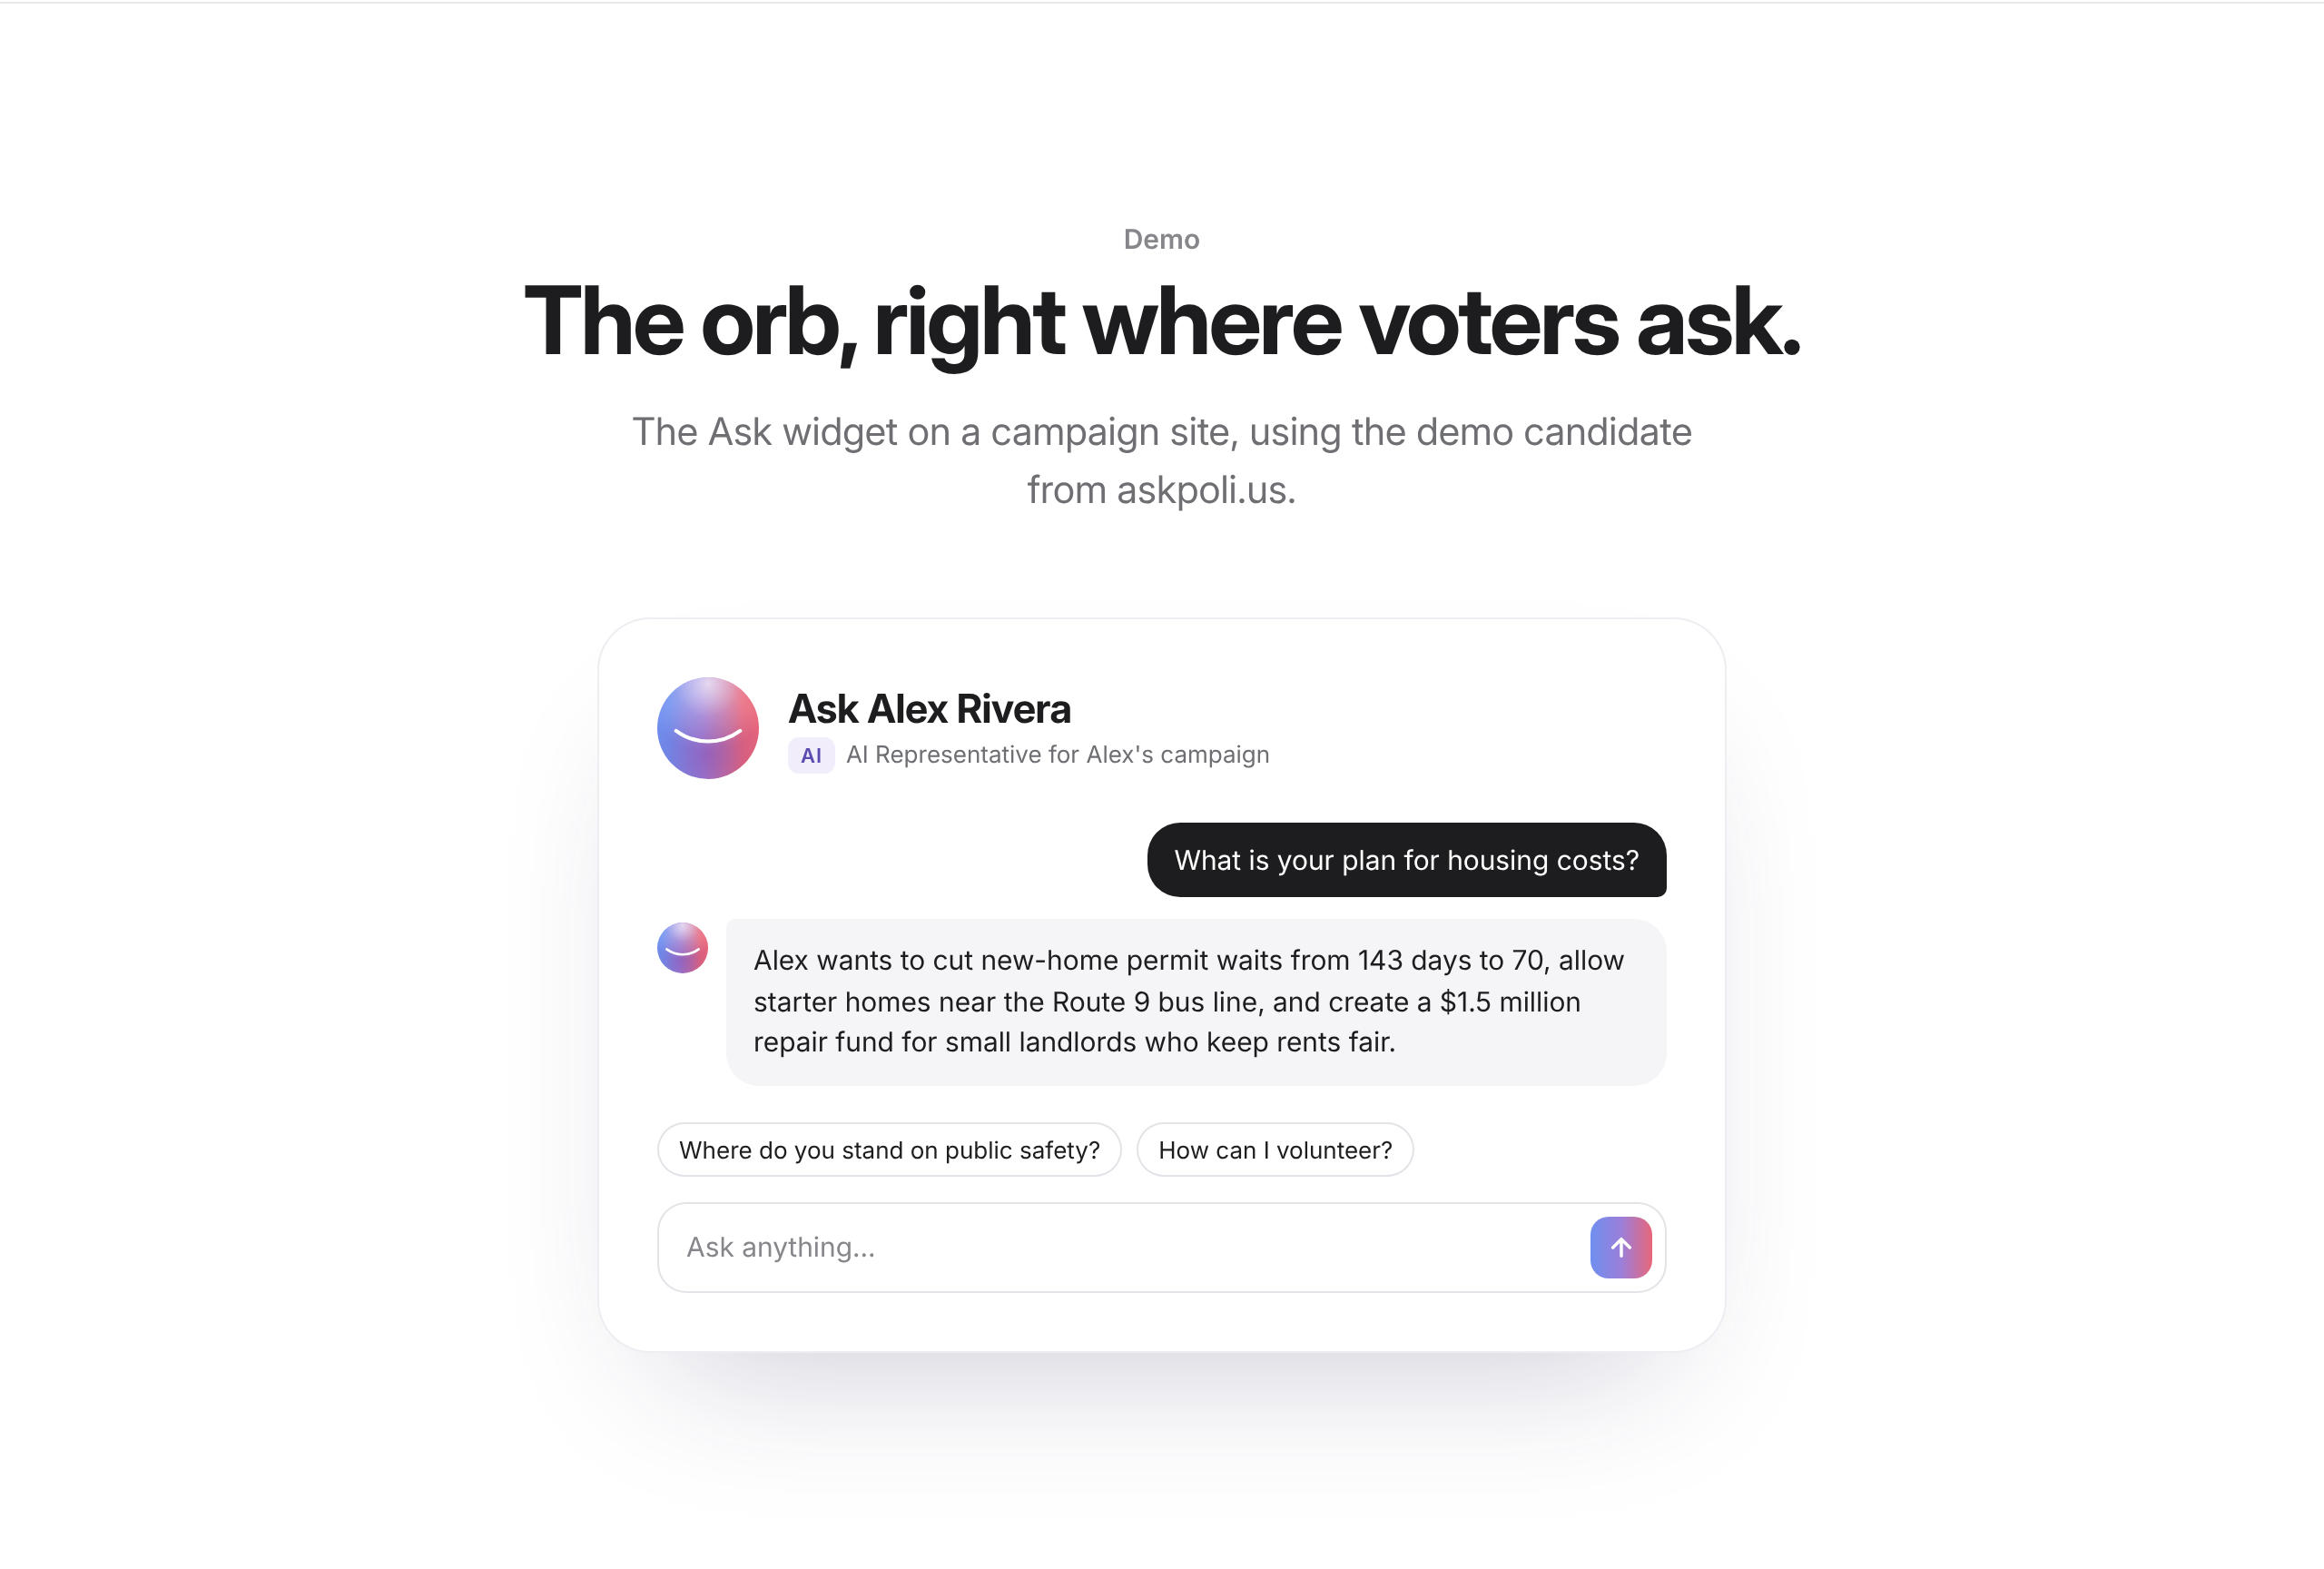 Demo
The orb, right where voters ask.
The Ask widget on a campaign site, using the demo candidate
from askpoli.us.
Ask Alex Rivera
AI AI Representative for Alex's campaign
What is your plan for housing costs?
Alex wants to cut new-home permit waits from 143 days to 70, allow
starter homes near the Route 9 bus line, and create a $1.5 million
repair fund for small landlords who keep rents fair.
Where do you stand on public safety? How can I volunteer?
Ask anything...